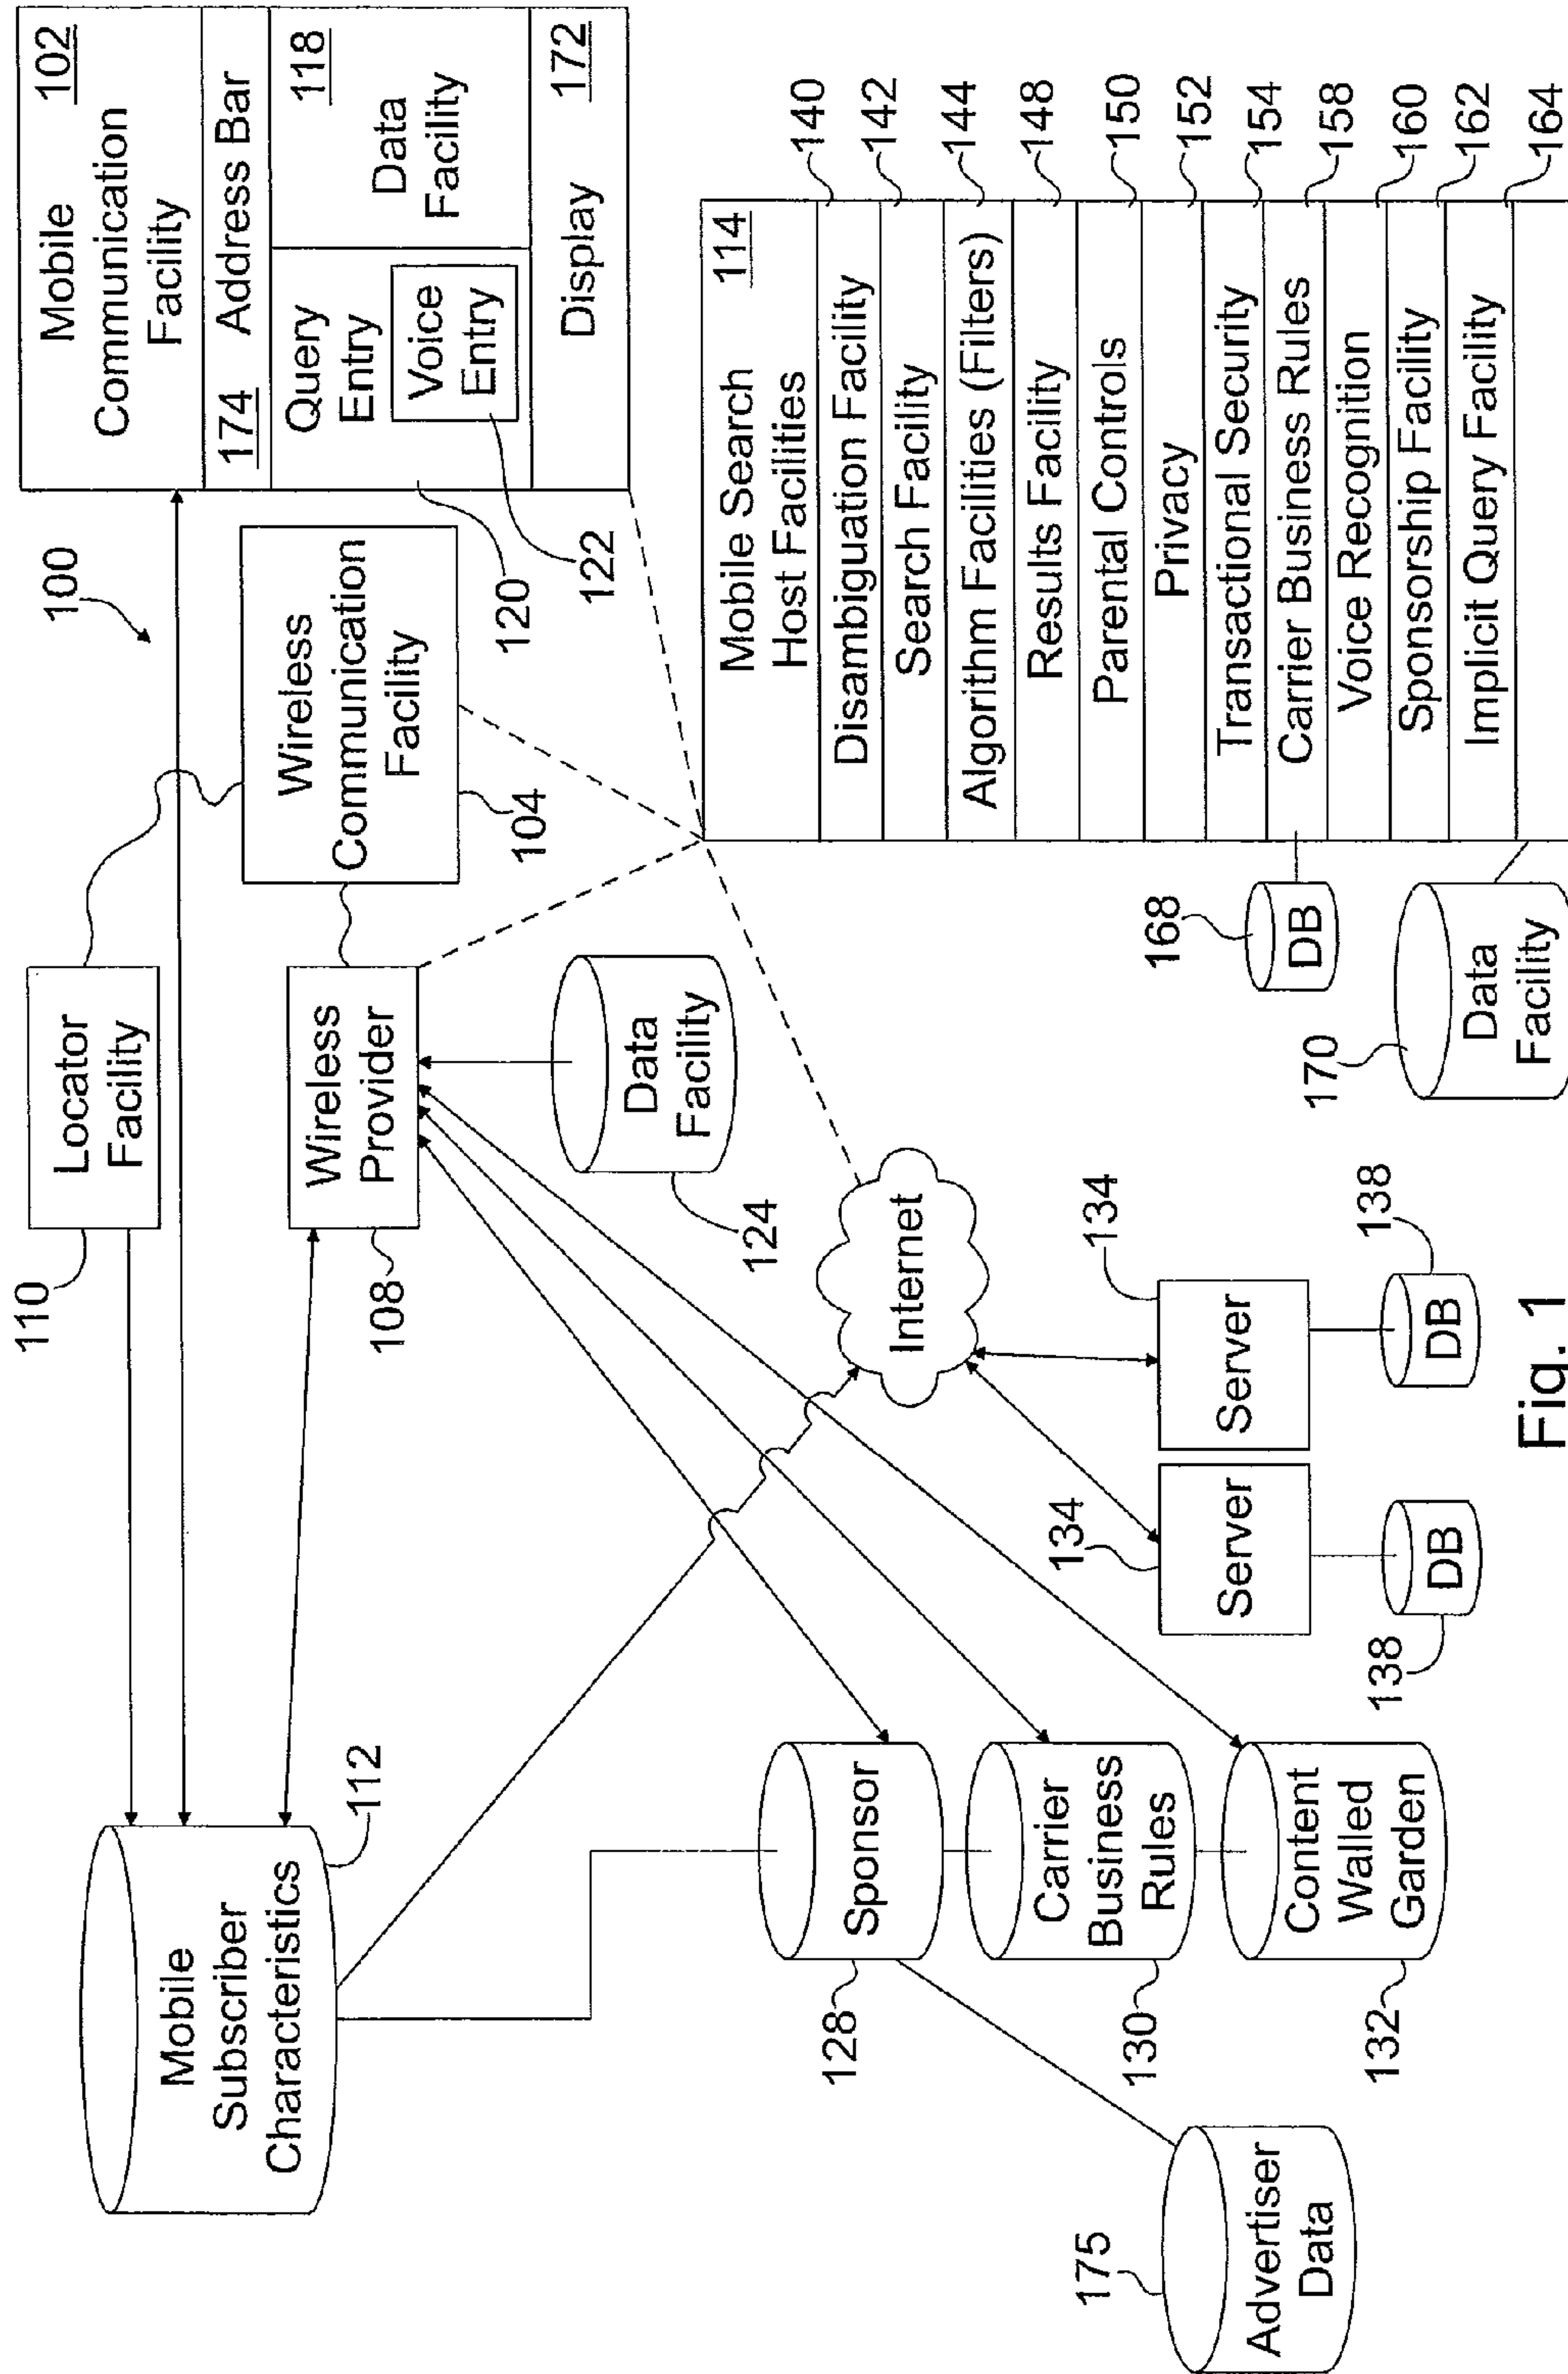 100
Mobile
Communication
Facility
102
174
Address Bar
Query
Entry
Voice
Entry
Data
Facility
118
Display
172
120
122
Wireless
Communication
Facility
104
Locator
Facility
110
Wireless
Provider
108
Data
Facility
124
Mobile
Subscriber
Characteristics
112
Internet
Server
134
Server
134
DB
138
DB
138
Sponsor
128
Carrier
Business
Rules
130
Content
Walled
Garden
132
Advertiser
Data
175
Mobile Search
Host Facilities
114
Disambiguation Facility
140
Search Facility
142
Algorithm Facilities (Filters)
144
Results Facility
148
Parental Controls
150
Privacy
152
Transactional Security
154
Carrier Business Rules
158
Voice Recognition
160
Sponsorship Facility
162
Implicit Query Facility
164
DB
168
Data
Facility
170
Fig. 1